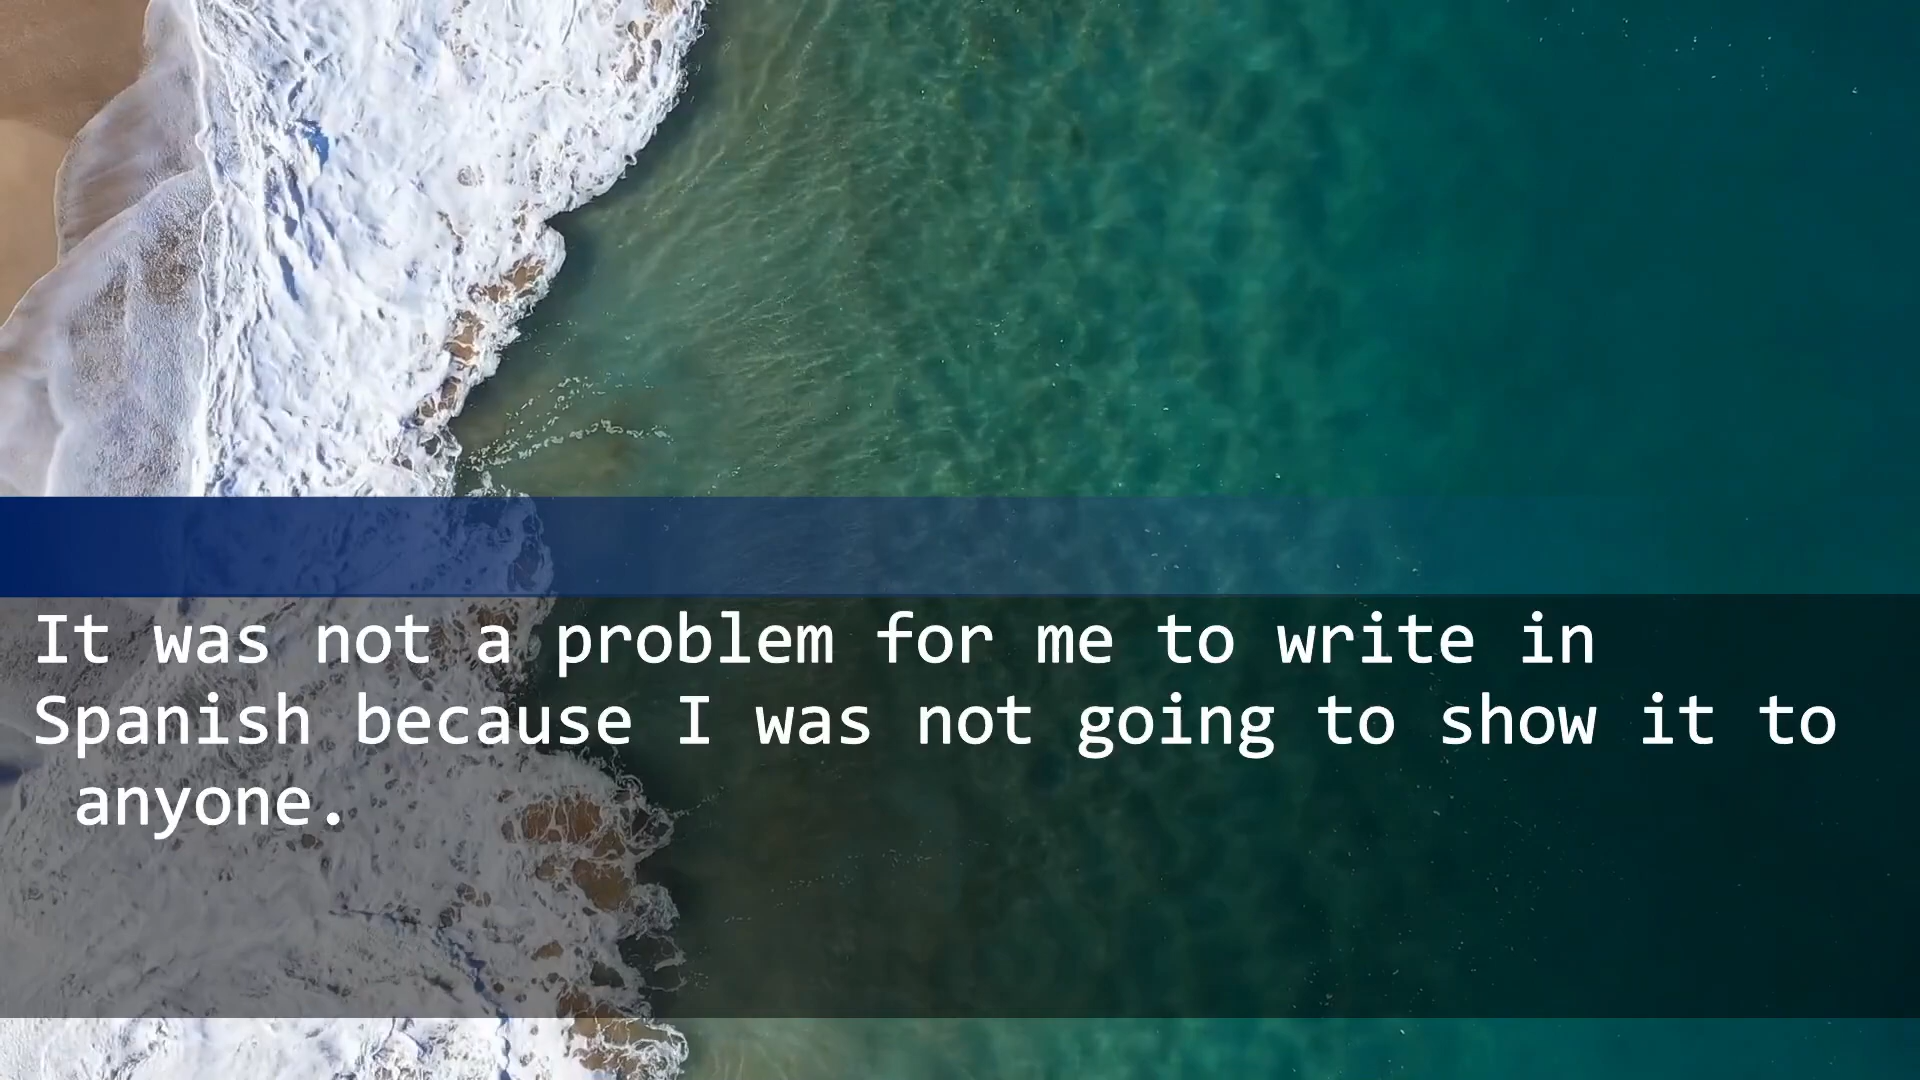 It was not a problem for me to write in
Spanish because I was not going to show it to
anyone.